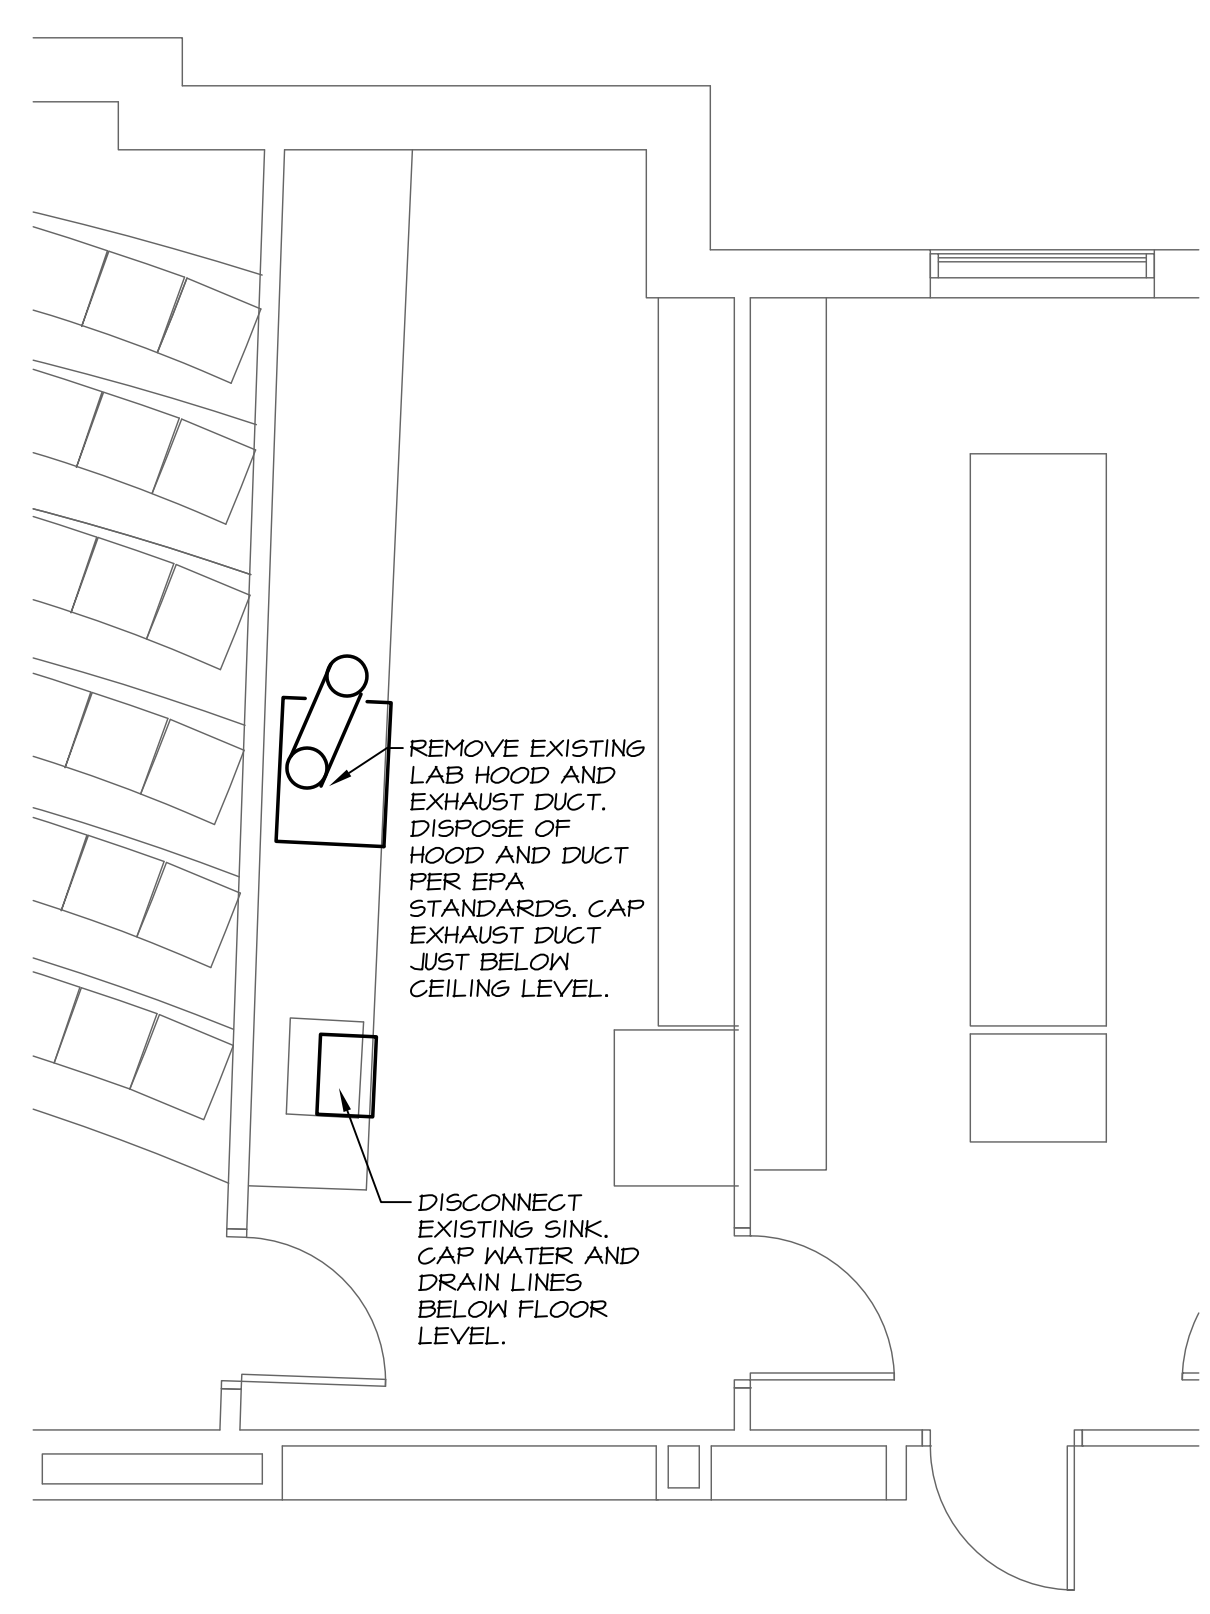 REMOVE EXISTING
LAB HOOD AND
EXHAUST DUCT.
DISPOSE OF
HOOD AND DUCT
PER EPA
STANDARDS. CAP
EXHAUST DUCT
JUST BELOW
CEILING LEVEL.
DISCONNECT
EXISTING SINK.
CAP WATER AND
DRAIN LINES
BELOW FLOOR
LEVEL.